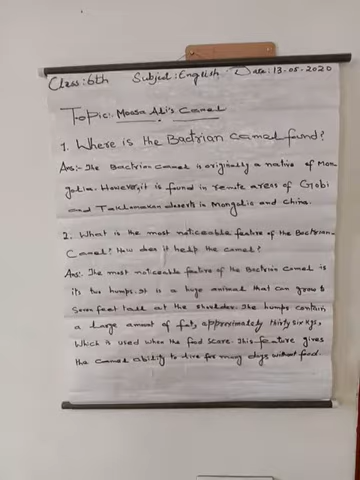 Class:6th Subject:English Date:13-05-2020
Topic:- Moosa Ali's Camel
1. Where is the Bactrian camel found?
Ans:- The Bactrian camel is originally a native of Mon-
golia. However, it is found in remote areas of Gobi
and Taklamakan deserts in Mongolia and China.
2. What is the most noticeable feature of the Bactrian
Camel? How does it help the camel?
Ans:- The most noticeable feature of the Bactrian Camel is
its two humps. It is a huge animal that can grow to
Seven feet tall at the shoulder. The humps contain
a large amount of fat, approximately thirty six kgs,
Which is used when the food scare. This feature gives
the camel ability to live for many days without food.